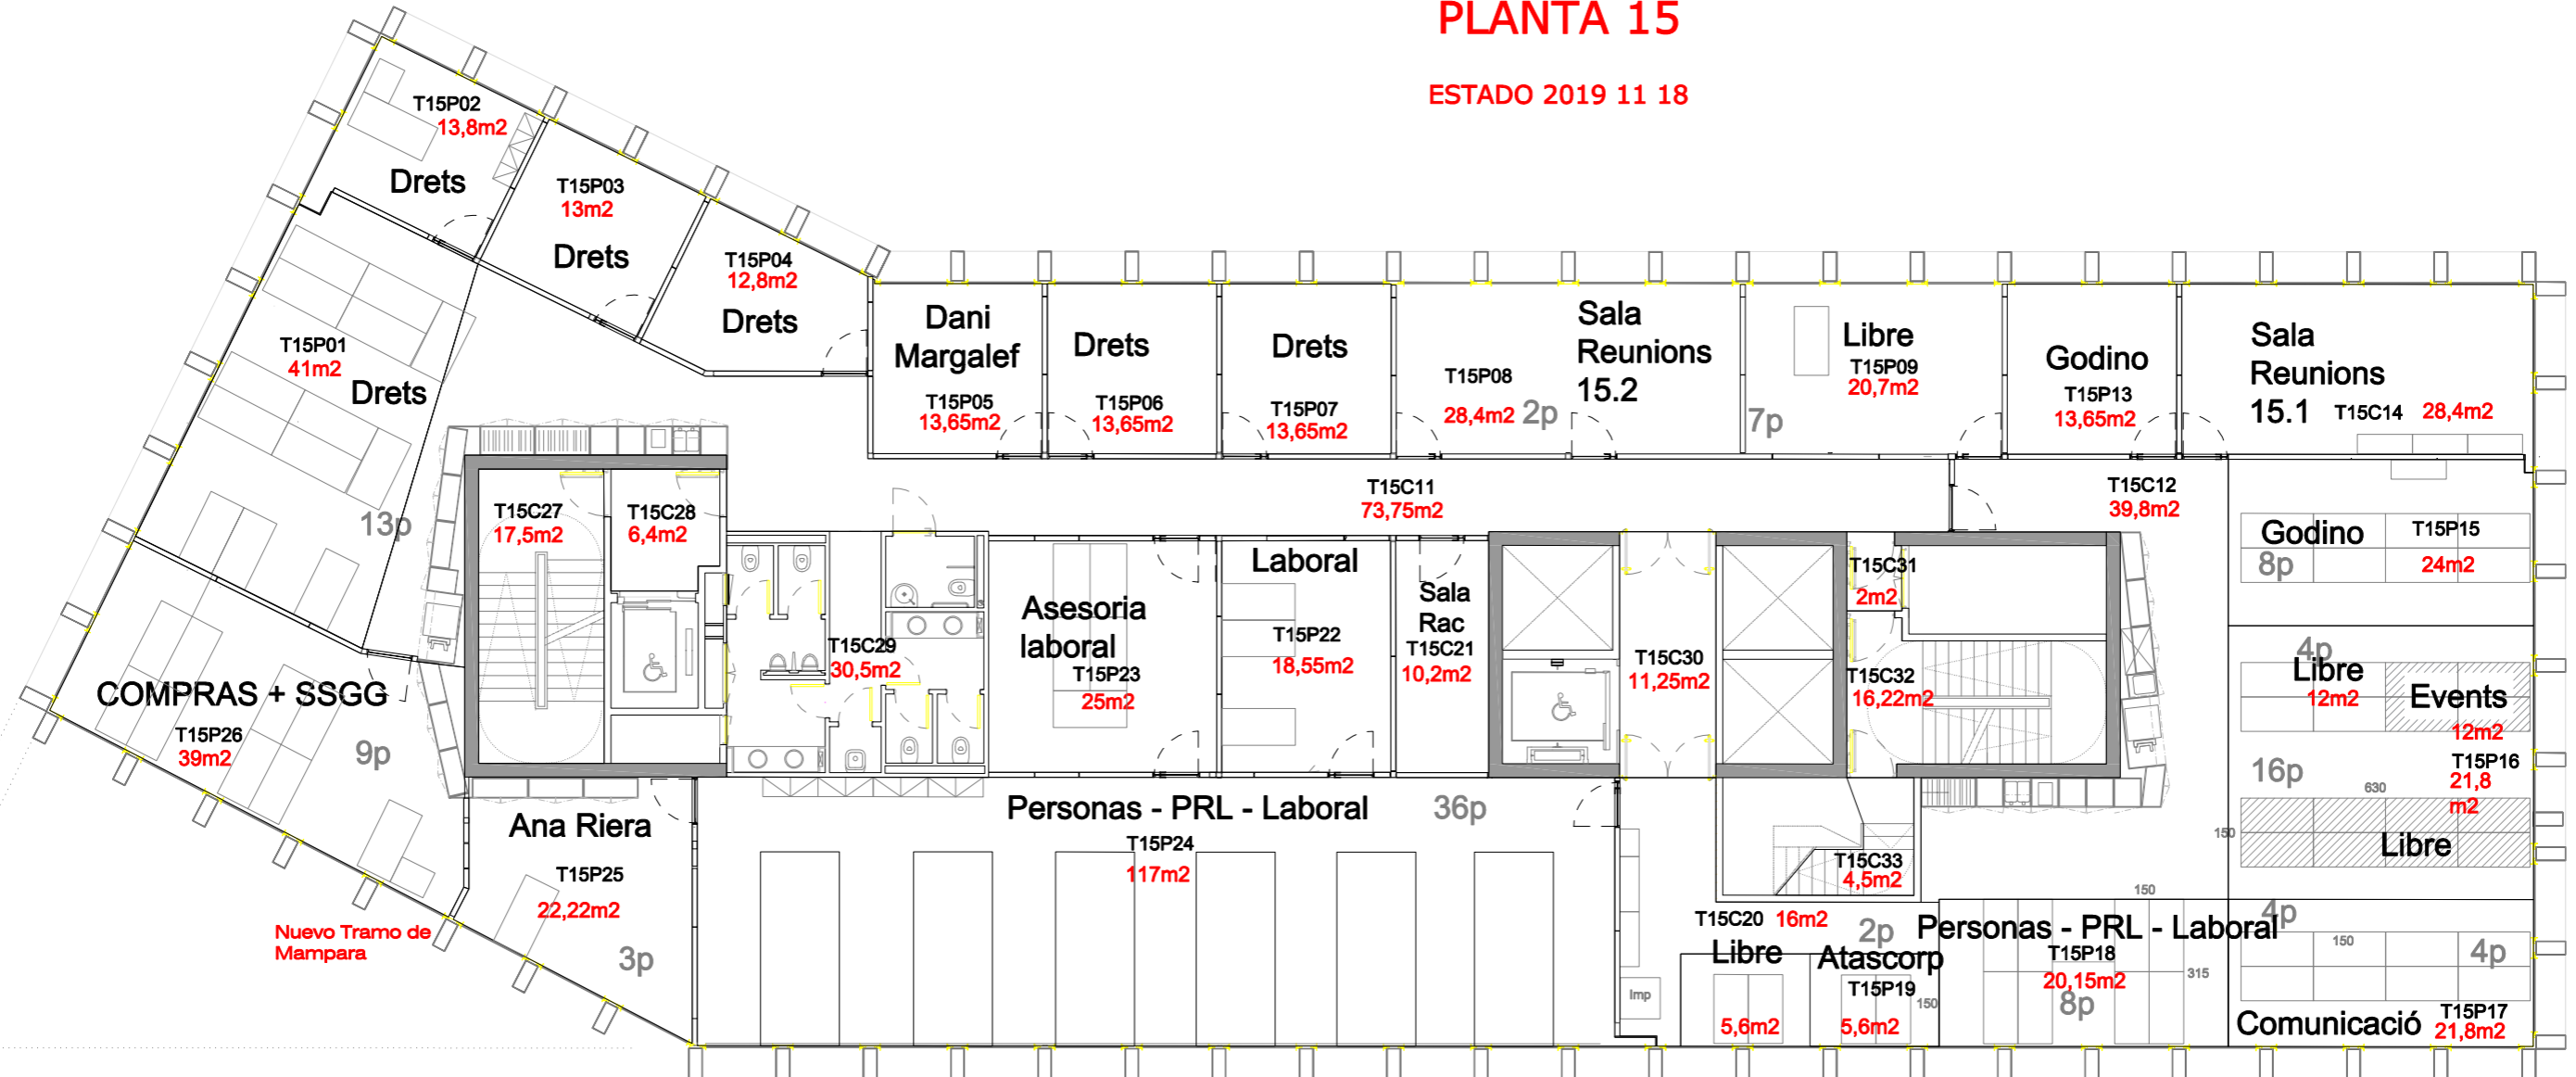 PLANTA 15
ESTADO 2019 11 18
T15P02
13,8m2
Drets
T15P03
13m2
Drets
T15P04
12,8m2
Drets
T15P01
41m2
Drets
13p
Dani
Margalef
T15P05
13,65m2
Drets
T15P06
13,65m2
Drets
T15P07
13,65m2
T15P08
28,4m2
2p
Sala
Reunions
15.2
Libre
T15P09
20,7m2
7p
Godino
T15P13
13,65m2
Sala
Reunions
15.1
T15C14
28,4m2
T15C27
17,5m2
T15C28
6,4m2
T15C11
73,75m2
T15C12
39,8m2
Godino
8p
T15P15
24m2
T15C29
30,5m2
Asesoria
laboral
T15P23
25m2
Laboral
T15P22
18,55m2
Sala
Rac
T15C21
10,2m2
T15C30
11,25m2
T15C31
2m2
T15C32
16,22m2
4p
Libre
12m2
Events
12m2
T15P16
21,8
m2
16p
630
150
Libre
COMPRAS + SSGG
T15P26
39m2
9p
Ana Riera
T15P25
22,22m2
3p
Nuevo Tramo de
Mampara
Personas - PRL - Laboral
36p
T15P24
117m2
T15C33
4,5m2
T15C20 16m2
2p
Libre
5,6m2
Atascorp
T15P19
150
5,6m2
Imp
150
Personas - PRL - Laboral
T15P18
20,15m2
8p
315
4p
150
4p
Comunicació
T15P17
21,8m2